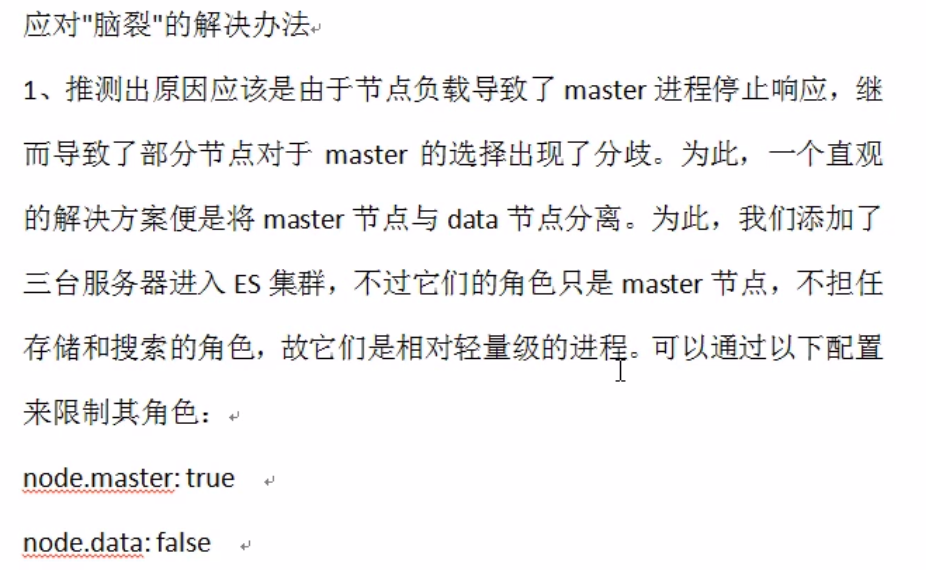 应对"脑裂"的解决办法
1、推测出原因应该是由于节点负载导致了 master 进程停止响应，继
而导致了部分节点对于 master 的选择出现了分歧。为此，一个直观
的解决方案便是将 master 节点与 data 节点分离。为此，我们添加了
三台服务器进入 ES 集群，不过它们的角色只是 master 节点，不担任
存储和搜索的角色，故它们是相对轻量级的进程。可以通过以下配置
来限制其角色：
node.master: true
node.data: false